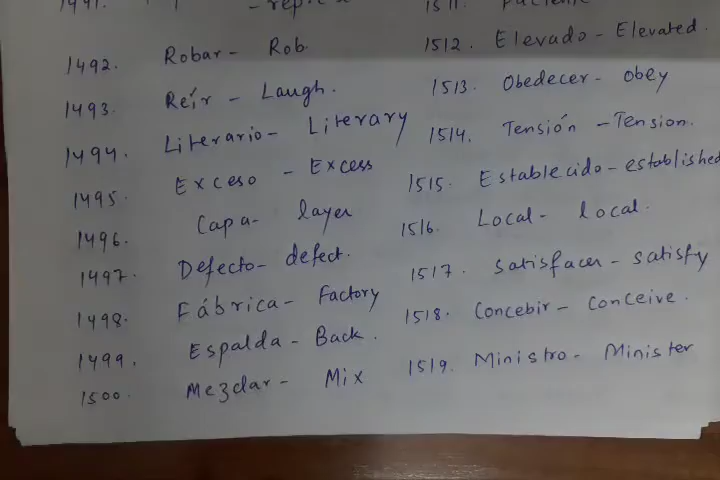 1492. Robar - Rob.
1493. Reír - Laugh.
1494. Literario - Literary
1495. Exceso - Excess
1496. Capa - layer
1497. Defecto - defect.
1498. Fábrica - Factory
1499. Espalda - Back.
1500. Mezclar - Mix
1512. Elevado - Elevated.
1513. Obedecer - obey
1514. Tensión - Tension.
1515. Establecido - established
1516. Local - local.
1517. Satisfacer - satisfy
1518. Concebir - Conceive.
1519. Ministro - Minister